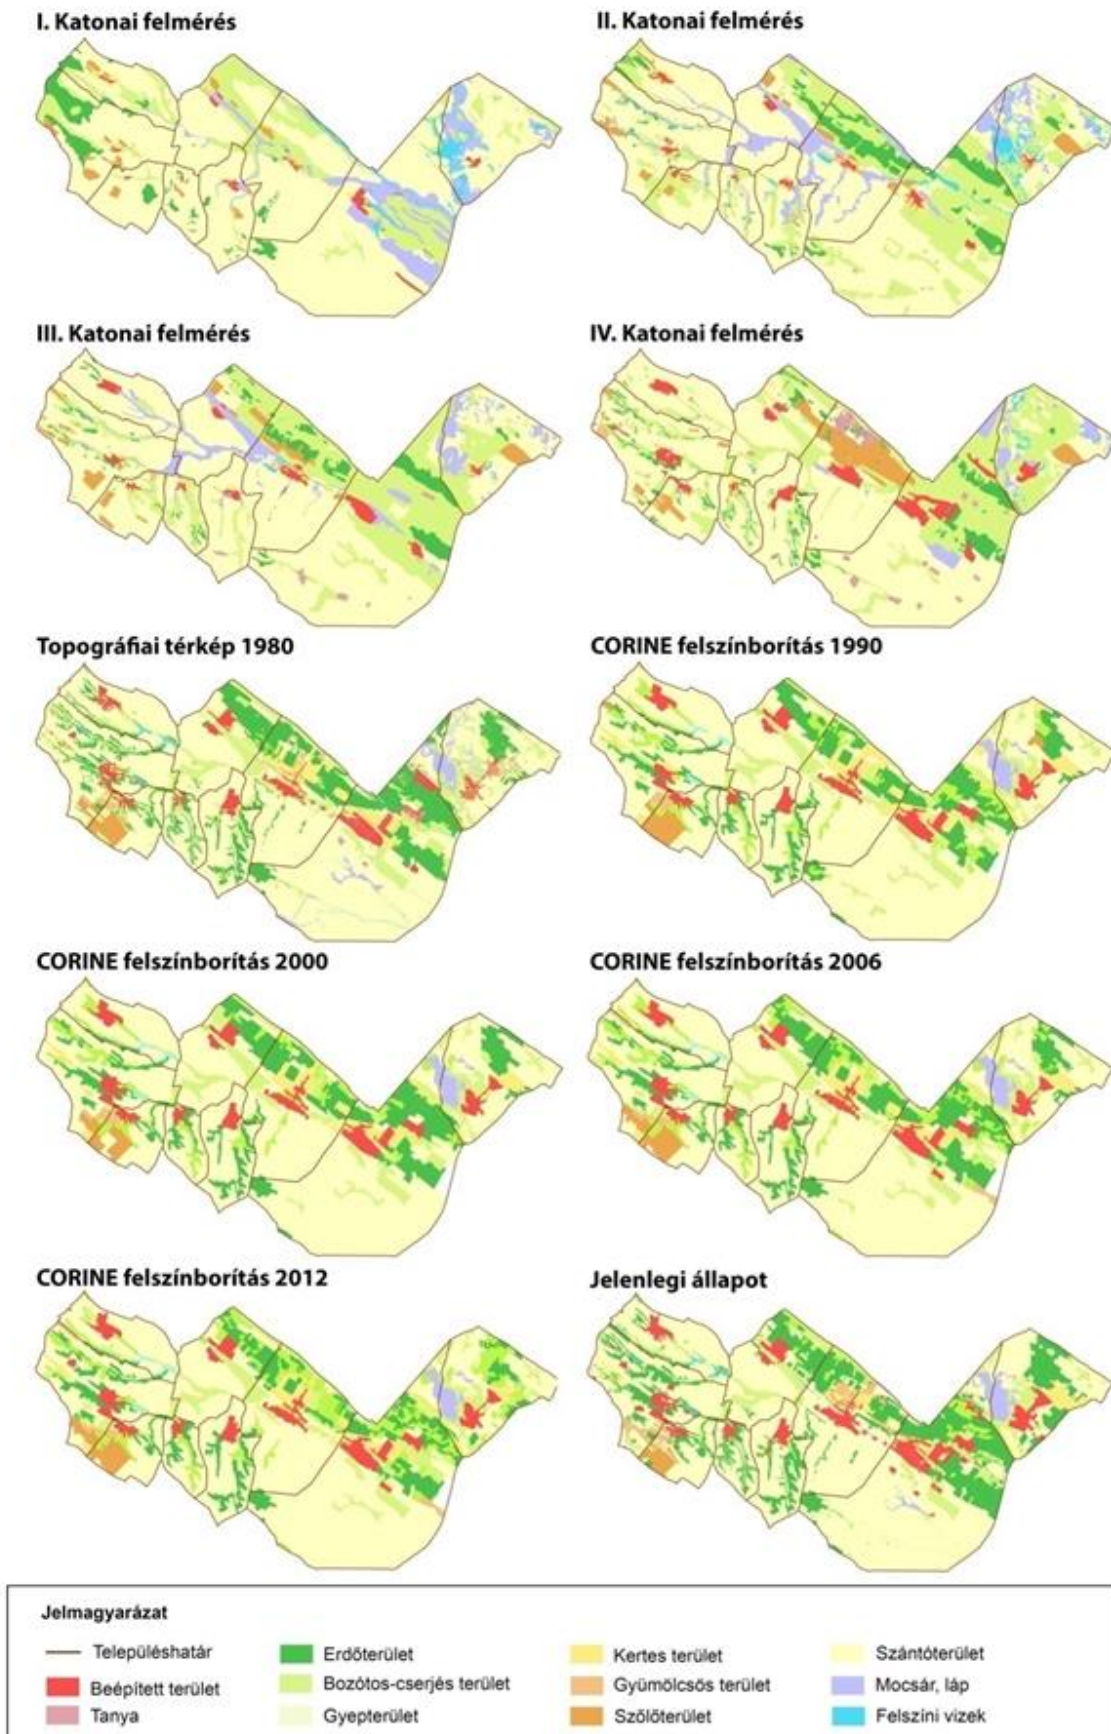 I. Katonai felmérés
II. Katonai felmérés
III. Katonai felmérés
IV. Katonai felmérés
Topográfiai térkép 1980
CORINE felszínborítás 1990
CORINE felszínborítás 2000
CORINE felszínborítás 2006
CORINE felszínborítás 2012
Jelenlegi állapot
Jelmagyarázat
Településhatár
Beépített terület
Tanya
Erdőterület
Bozótos-cserjés terület
Gyepterület
Kertes terület
Gyümölcsös terület
Szőlőterület
Szántóterület
Mocsár, láp
Felszíni vizek